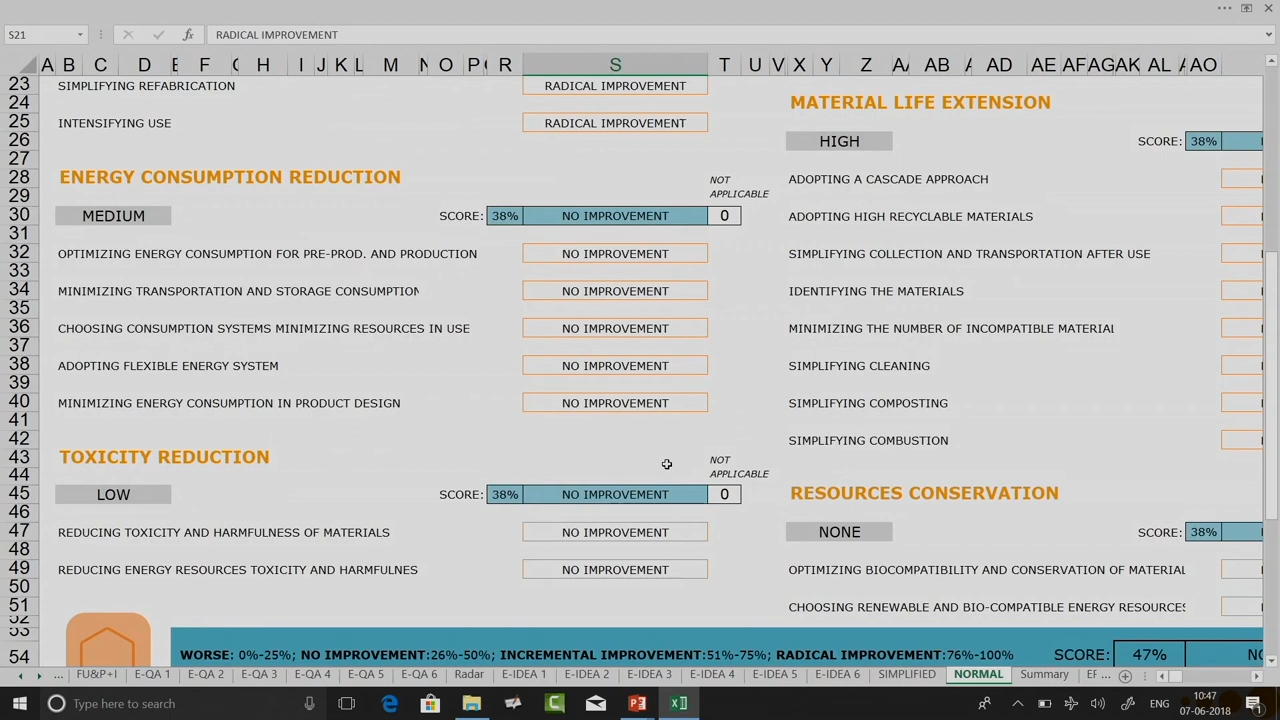 S21
fx
RADICAL IMPROVEMENT
A B C D E F G H I J K L M N O P Q R S T U V X Y Z AA AB A AD AE AF AG AK AL A AO
23 SIMPLIFYING REFABRICATION RADICAL IMPROVEMENT
24 MATERIAL LIFE EXTENSION
25 INTENSIFYING USE RADICAL IMPROVEMENT
26 HIGH SCORE: 38%
27
28 ENERGY CONSUMPTION REDUCTION NOT ADOPTING A CASCADE APPROACH
29 APPLICABLE
30 MEDIUM SCORE: 38% NO IMPROVEMENT 0 ADOPTING HIGH RECYCLABLE MATERIALS
31
32 OPTIMIZING ENERGY CONSUMPTION FOR PRE-PROD. AND PRODUCTION NO IMPROVEMENT SIMPLIFYING COLLECTION AND TRANSPORTATION AFTER USE
33
34 MINIMIZING TRANSPORTATION AND STORAGE CONSUMPTION NO IMPROVEMENT IDENTIFYING THE MATERIALS
35
36 CHOOSING CONSUMPTION SYSTEMS MINIMIZING RESOURCES IN USE NO IMPROVEMENT MINIMIZING THE NUMBER OF INCOMPATIBLE MATERIAL
37
38 ADOPTING FLEXIBLE ENERGY SYSTEM NO IMPROVEMENT SIMPLIFYING CLEANING
39
40 MINIMIZING ENERGY CONSUMPTION IN PRODUCT DESIGN NO IMPROVEMENT SIMPLIFYING COMPOSTING
41
42 SIMPLIFYING COMBUSTION
43 TOXICITY REDUCTION NOT
44 APPLICABLE
45 LOW SCORE: 38% NO IMPROVEMENT 0 RESOURCES CONSERVATION
46
47 REDUCING TOXICITY AND HARMFULNESS OF MATERIALS NO IMPROVEMENT NONE SCORE: 38%
48
49 REDUCING ENERGY RESOURCES TOXICITY AND HARMFULNES NO IMPROVEMENT OPTIMIZING BIOCOMPATIBILITY AND CONSERVATION OF MATERIAL
50
51 CHOOSING RENEWABLE AND BIO-COMPATIBLE ENERGY RESOURCES
52
53
54 WORSE: 0%-25%; NO IMPROVEMENT:26%-50%; INCREMENTAL IMPROVEMENT:51%-75%; RADICAL IMPROVEMENT:76%-100% SCORE: 47% NO
... FU&P+I E-QA 1 E-QA 2 E-QA 3 E-QA 4 E-QA 5 E-QA 6 Radar E-IDEA 1 E-IDEA 2 E-IDEA 3 E-IDEA 4 E-IDEA 5 E-IDEA 6 SIMPLIFIED NORMAL Summary EF ...
Type here to search ENG 10:47
07-06-2018